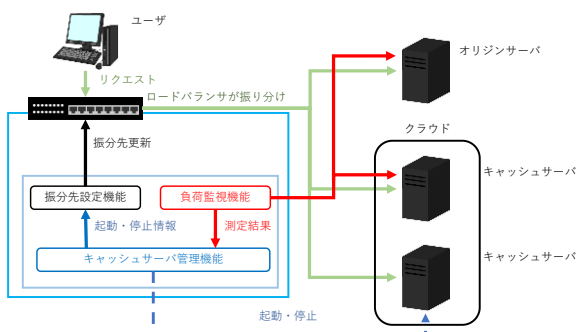 ユーザ
オリジンサーバ
リクエスト
ロードバランサが振り分け
クラウド
振分先更新
キャッシュサーバ
振分先設定機能
負荷監視機能
起動・停止情報
測定結果
キャッシュサーバ管理機能
キャッシュサーバ
起動・停止